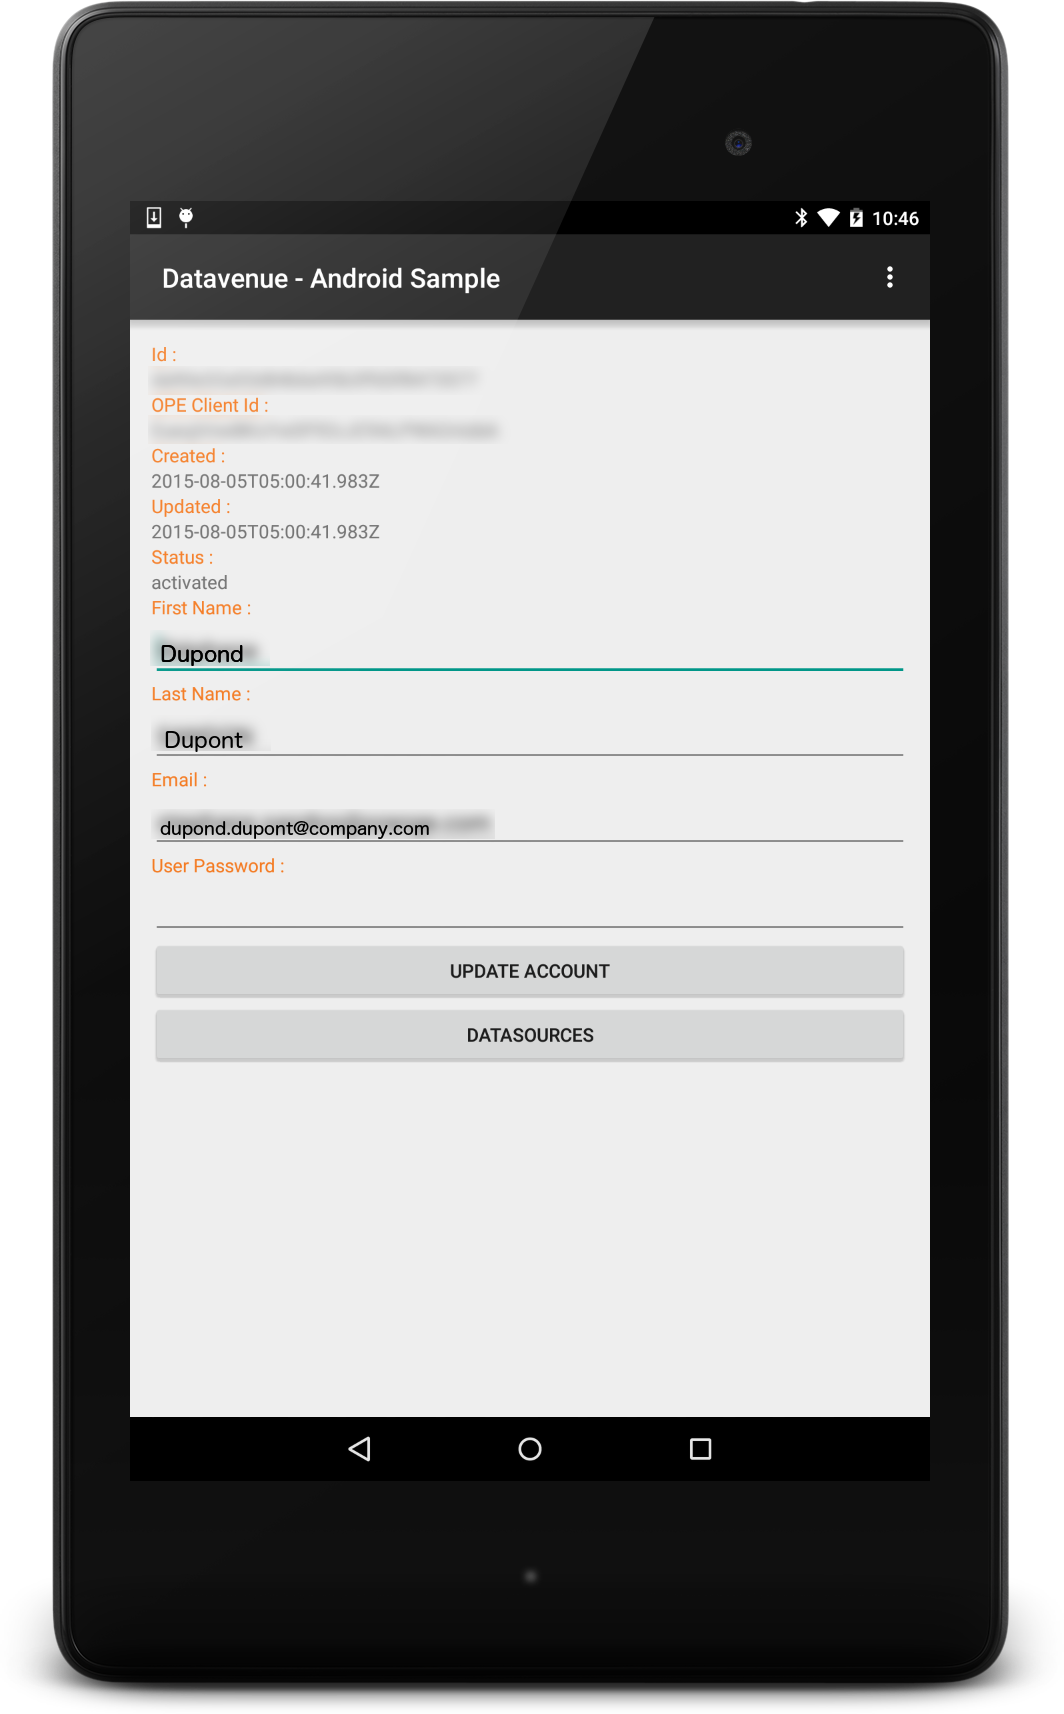 10:46
Datavenue - Android Sample
Id :
OPE Client Id :
Created :
2015-08-05T05:00:41.983Z
Updated :
2015-08-05T05:00:41.983Z
Status :
activated
First Name :
Dupond
Last Name :
Dupont
Email :
dupond.dupont@company.com
User Password :
UPDATE ACCOUNT
DATASOURCES